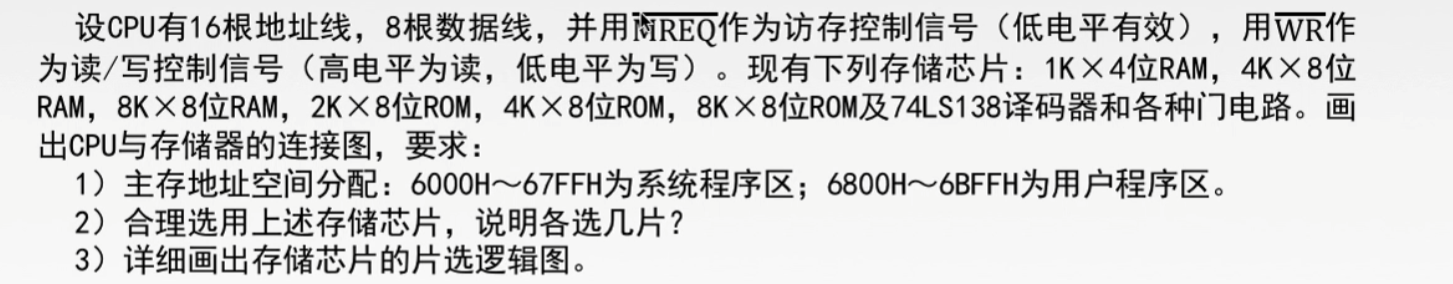 设CPU有16根地址线，8根数据线，并用MREQ作为访存控制信号（低电平有效），用WR作
为读/写控制信号（高电平为读，低电平为写）。现有下列存储芯片：1K×4位RAM，4K×8位
RAM，8K×8位RAM，2K×8位ROM，4K×8位ROM，8K×8位ROM及74LS138译码器和各种门电路。画
出CPU与存储器的连接图，要求：
1）主存地址空间分配：6000H～67FFH为系统程序区；6800H～6BFFH为用户程序区。
2）合理选用上述存储芯片，说明各选几片？
3）详细画出存储芯片的片选逻辑图。